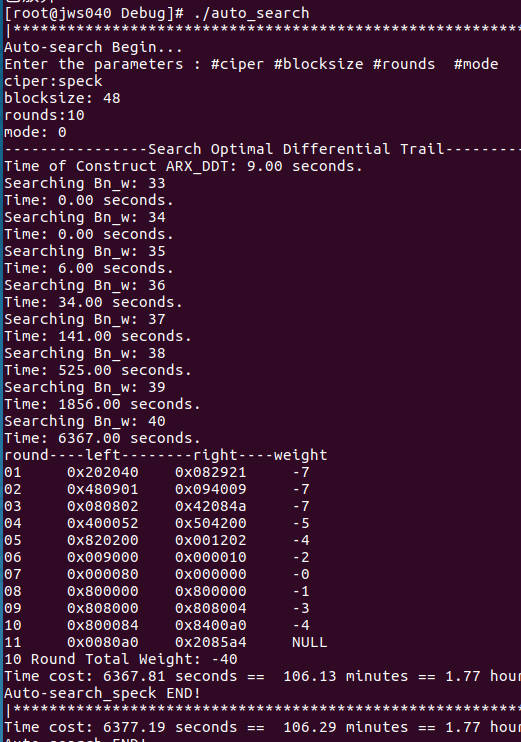 [root@jws040 Debug]# ./auto_search
|*********************************************************
Auto-search Begin...
Enter the parameters : #ciper #blocksize #rounds  #mode
ciper:speck
blocksize: 48
rounds:10
mode: 0
----------------Search Optimal Differential Trail---------
Time of Construct ARX_DDT: 9.00 seconds.
Searching Bn_w: 33
Time: 0.00 seconds.
Searching Bn_w: 34
Time: 0.00 seconds.
Searching Bn_w: 35
Time: 6.00 seconds.
Searching Bn_w: 36
Time: 34.00 seconds.
Searching Bn_w: 37
Time: 141.00 seconds.
Searching Bn_w: 38
Time: 525.00 seconds.
Searching Bn_w: 39
Time: 1856.00 seconds.
Searching Bn_w: 40
Time: 6367.00 seconds.
round----left--------right----weight
01     0x202040    0x082921     -7
02     0x480901    0x094009     -7
03     0x080802    0x42084a     -7
04     0x400052    0x504200     -5
05     0x820200    0x001202     -4
06     0x009000    0x000010     -2
07     0x000080    0x000000     -0
08     0x800000    0x800000     -1
09     0x808000    0x808004     -3
10     0x800084    0x8400a0     -4
11     0x0080a0    0x2085a4     NULL
10 Round Total Weight: -40
Time cost: 6367.81 seconds ==  106.13 minutes == 1.77 hour
Auto-search_speck END!
|*********************************************************
Time cost: 6377.19 seconds ==  106.29 minutes == 1.77 hour
Auto-search END!